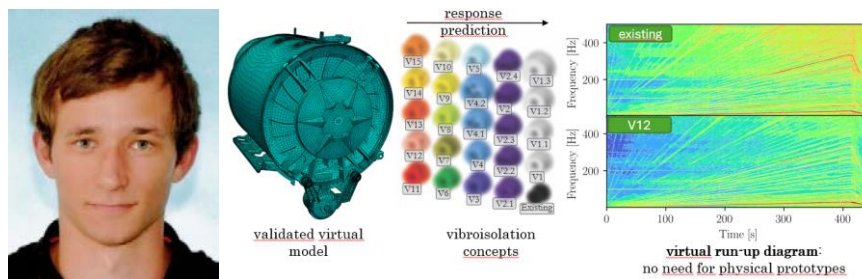 response
prediction
V15
V10
V5
V2.4
V1.3
V14
V9
V4.2
V2
V1.2
V13
V8
V4.1
V2.3
V1.1
V12
V7
V4
V2.2
V1
V11
V6
V3
V2.1
Existing
validated virtual
model
vibroisolation
concepts
existing
Frequency [Hz]
400
200
V12
Frequency [Hz]
400
200
0
100
200
300
400
Time [s]
virtual run-up diagram:
no need for physical prototypes